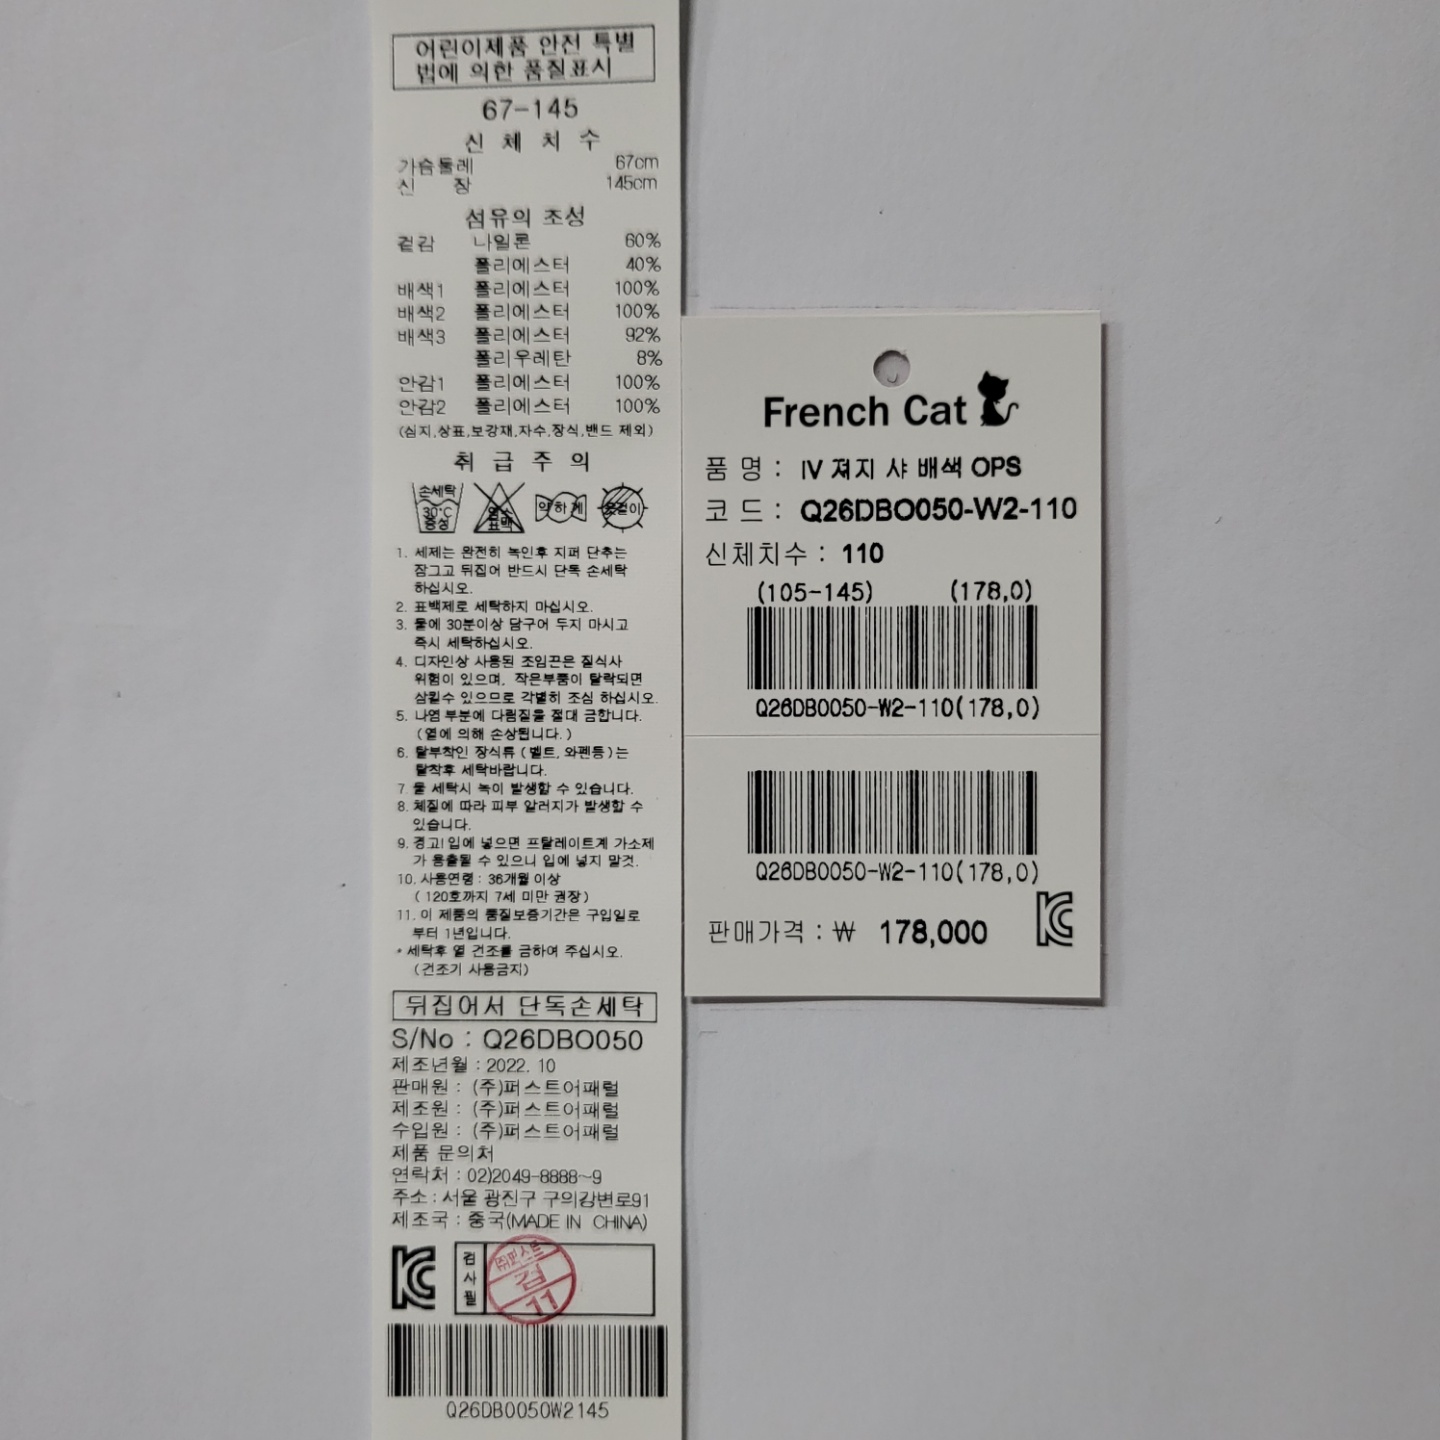 어린이제품 안전 특별
법에 의한 품질표시
67-145
신 체 치 수
가슴둘레 67cm
신 장 145cm
섬유의 조성
겉감 나일론 60%
폴리에스터 40%
배색1 폴리에스터 100%
배색2 폴리에스터 100%
배색3 폴리에스터 92%
폴리우레탄 8%
안감1 폴리에스터 100%
안감2 폴리에스터 100%
(심지,상표,보강재,자수,장식,밴드 제외)
취 급 주 의
손세탁
30℃
중성
염소
표백
약하게
옷걸이
1. 세제는 완전히 녹인후 지퍼 단추는
잠그고 뒤집어 반드시 단독 손세탁
하십시오.
2. 표백제로 세탁하지 마십시오.
3. 물에 30분이상 담구어 두지 마시고
즉시 세탁하십시오.
4. 디자인상 사용된 조임끈은 질식사
위험이 있으며, 작은부품이 탈락되면
삼킬수 있으므로 각별히 조심 하십시오.
5. 나염 부분에 다림질을 절대 금합니다.
(열에 의해 손상됩니다.)
6. 탈부착인 장식류 (벨트, 와펜등)는
탈착후 세탁바랍니다.
7. 물 세탁시 녹이 발생할 수 있습니다.
8. 체질에 따라 피부 알러지가 발생할 수
있습니다.
9. 경고! 입에 넣으면 프탈레이트계 가소제
가 용출될 수 있으니 입에 넣지 말것.
10. 사용연령 : 36개월 이상
( 120호까지 7세 미만 권장)
11. 이 제품의 품질보증기간은 구입일로
부터 1년입니다.
* 세탁후 열 건조를 금하여 주십시오.
(건조기 사용금지)
뒤집어서 단독손세탁
S/No : Q26DBO050
제조년월 : 2022. 10
판매원 : (주)퍼스트어패럴
제조원 : (주)퍼스트어패럴
수입원 : (주)퍼스트어패럴
제품 문의처
연락처 : 02)2049-8888~9
주소 : 서울 광진구 구의강변로91
제조국 : 중국(MADE IN CHINA)
검사필
㈜퍼스트
검
11
Q26DBO050W2145
French Cat
품 명 : IV 져지 샤 배색 OPS
코 드 : Q26DBO050-W2-110
신체치수 : 110
(105-145) (178,0)
Q26DBO050-W2-110(178,0)
Q26DBO050-W2-110(178,0)
판매가격 : ₩ 178,000